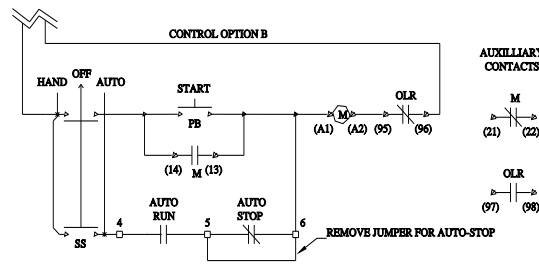 CONTROL OPTION B
AUXILLIARY
CONTACTS
OFF
HAND
AUTO
START
OLR
M
M
PB
(A1)
(A2)
(95)
(96)
(21)
(22)
(14)
M
(13)
OLR
AUTO
RUN
AUTO
STOP
4
5
6
(97)
(98)
SS
REMOVE JUMPER FOR AUTO-STOP